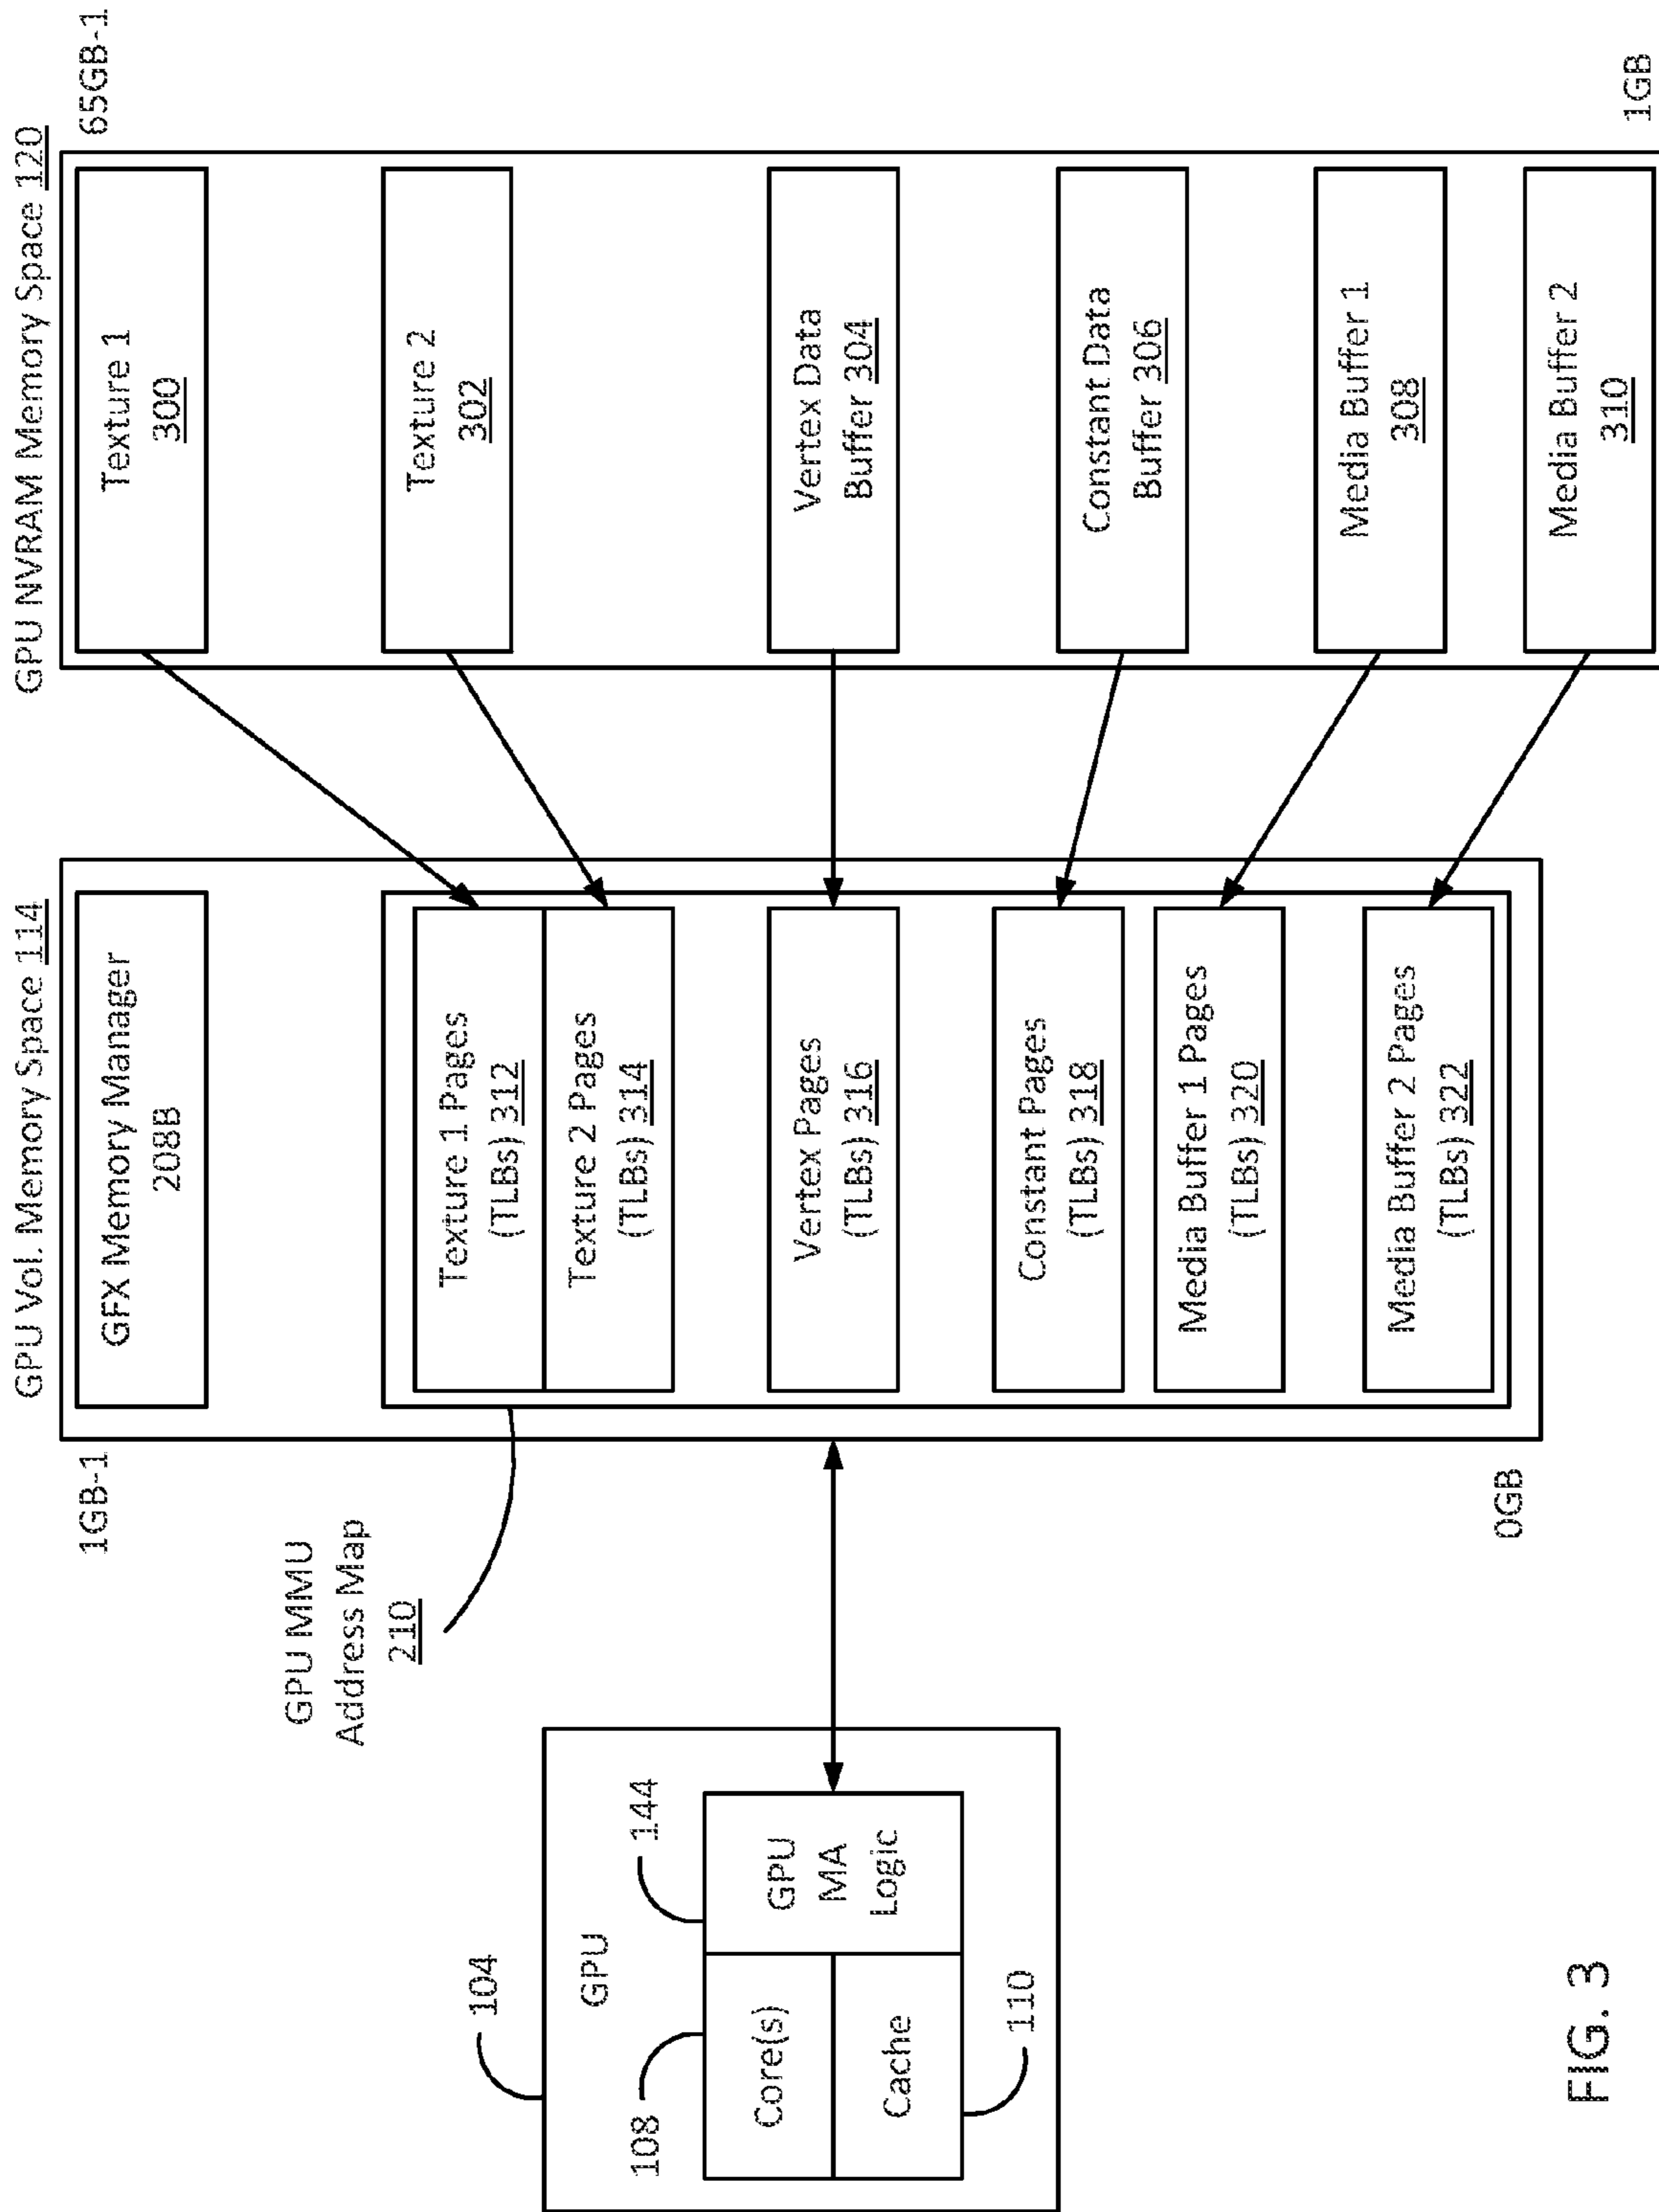 GPU Vol. Memory Space 114
GPU NVRAM Memory Space 120
1GB-1
65GB-1
GFX Memory Manager
208B
Texture 1
300
GPU MMU
Address Map
210
Texture 1 Pages
(TLBs) 312
Texture 2 Pages
(TLBs) 314
Texture 2
302
104
GPU
108
Core(s)
Cache
110
144
GPU
MA
Logic
Vertex Pages
(TLBs) 316
Vertex Data
Buffer 304
Constant Pages
(TLBs) 318
Constant Data
Buffer 306
Media Buffer 1 Pages
(TLBs) 320
Media Buffer 1
308
Media Buffer 2 Pages
(TLBs) 322
Media Buffer 2
310
0GB
1GB
FIG. 3